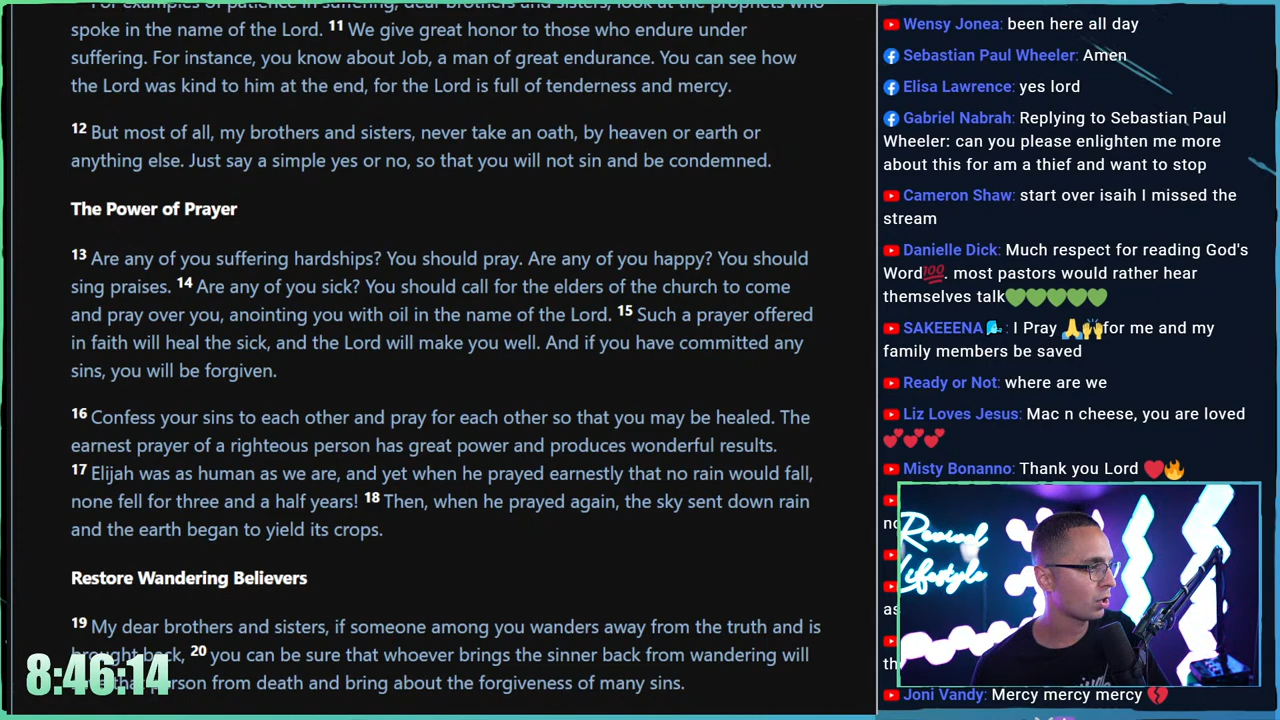 For examples of patience in suffering, dear brothers and sisters, look at the prophets who
spoke in the name of the Lord. 11 We give great honor to those who endure under
suffering. For instance, you know about Job, a man of great endurance. You can see how
the Lord was kind to him at the end, for the Lord is full of tenderness and mercy.
12 But most of all, my brothers and sisters, never take an oath, by heaven or earth or
anything else. Just say a simple yes or no, so that you will not sin and be condemned.
The Power of Prayer
13 Are any of you suffering hardships? You should pray. Are any of you happy? You should
sing praises. 14 Are any of you sick? You should call for the elders of the church to come
and pray over you, anointing you with oil in the name of the Lord. 15 Such a prayer offered
in faith will heal the sick, and the Lord will make you well. And if you have committed any
sins, you will be forgiven.
16 Confess your sins to each other and pray for each other so that you may be healed. The
earnest prayer of a righteous person has great power and produces wonderful results.
17 Elijah was as human as we are, and yet when he prayed earnestly that no rain would fall,
none fell for three and a half years! 18 Then, when he prayed again, the sky sent down rain
and the earth began to yield its crops.
Restore Wandering Believers
19 My dear brothers and sisters, if someone among you wanders away from the truth and is
brought back, 20 you can be sure that whoever brings the sinner back from wandering will
person from death and bring about the forgiveness of many sins.
8:46:14
Wensy Jonea: been here all day
Sebastian Paul Wheeler: Amen
Elisa Lawrence: yes lord
Gabriel Nabrah: Replying to Sebastian Paul
Wheeler: can you please enlighten me more
about this for am a thief and want to stop
Cameron Shaw: start over isaih I missed the
stream
Danielle Dick: Much respect for reading God's
Word💯. most pastors would rather hear
themselves talk💚💚💚💚💚
SAKEEENA🌬: I Pray 🙏🙌for me and my
family members be saved
Ready or Not: where are we
Liz Loves Jesus: Mac n cheese, you are loved
💕💕💕
Misty Bonanno: Thank you Lord ❤️🔥
Revival
Lifestyle
Joni Vandy: Mercy mercy mercy 💔